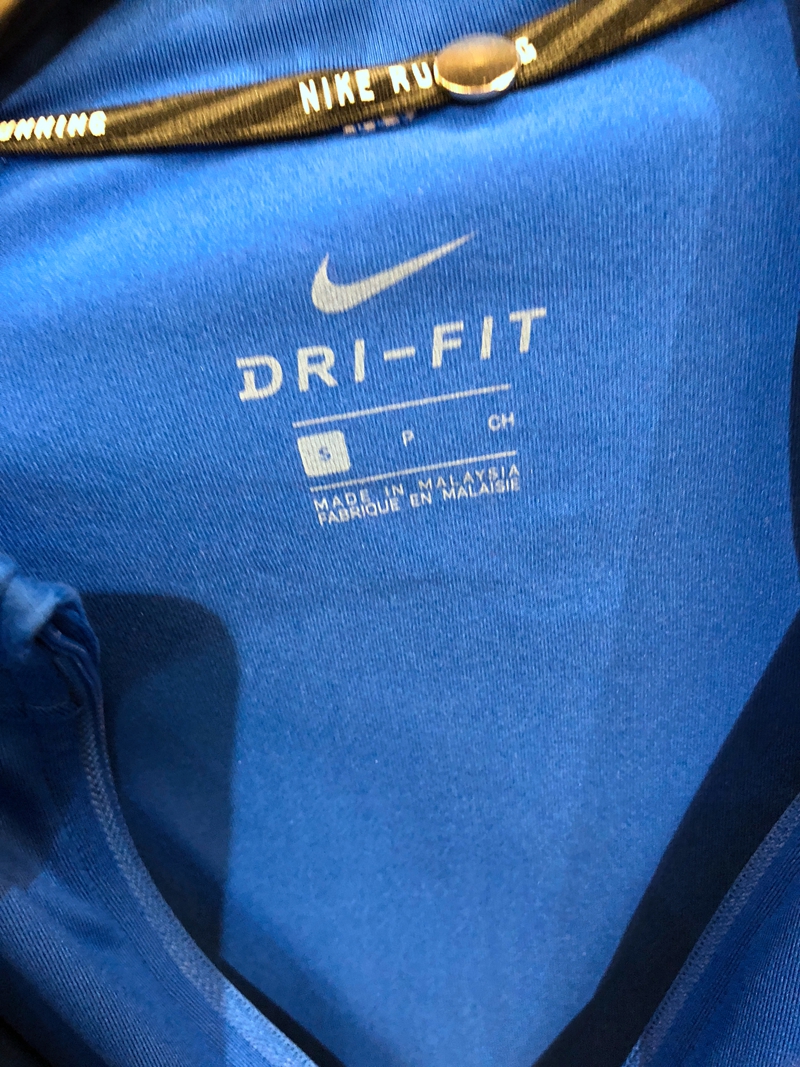 UNNING
NIKE RU G
DRI-FIT
S P CH
MADE IN MALAYSIA
FABRIQUE EN MALAISIE